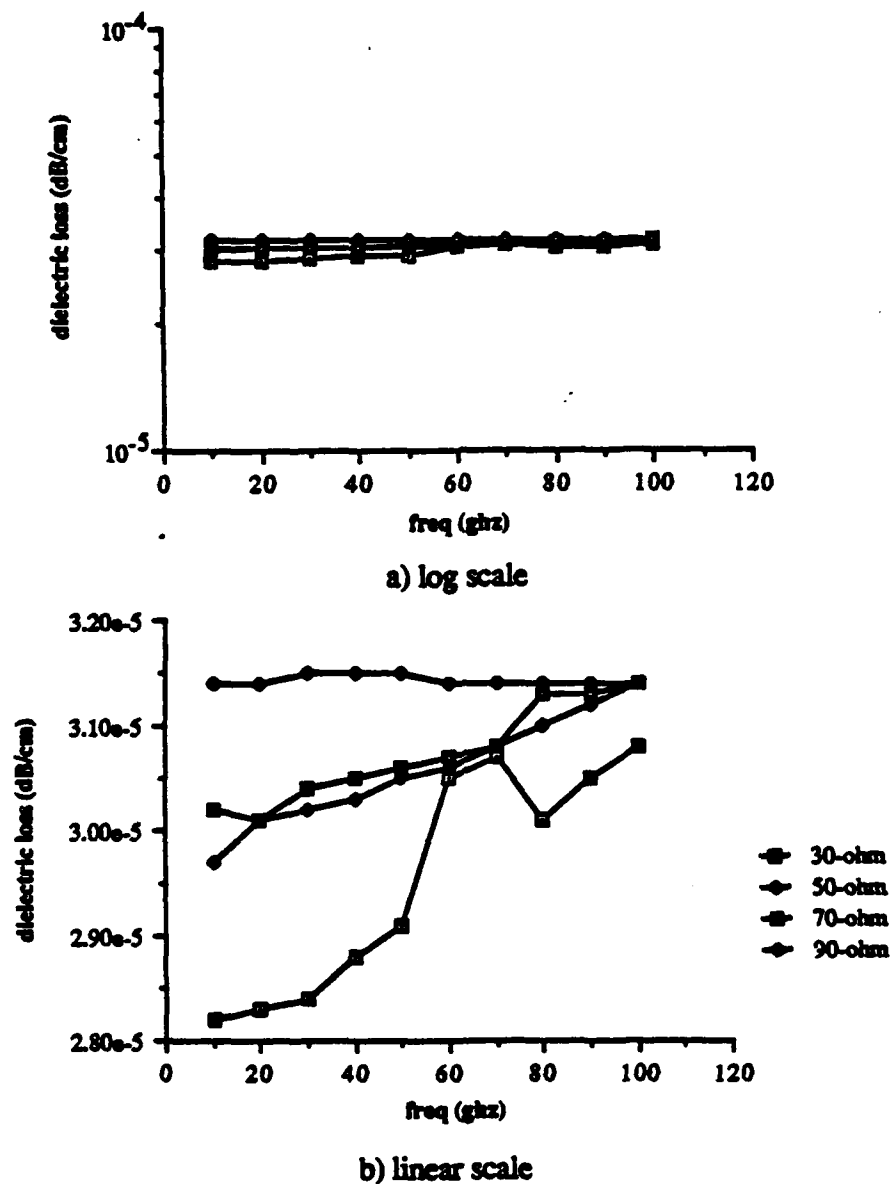 10-4
dielectric loss (dB/cm)
10-5
0 20 40 60 80 100 120
freq (ghz)
a) log scale
3.20e-5
3.10e-5
3.00e-5
2.90e-5
2.80e-5
dielectric loss (dB/cm)
0 20 40 60 80 100 120
freq (ghz)
30-ohm
50-ohm
70-ohm
90-ohm
b) linear scale